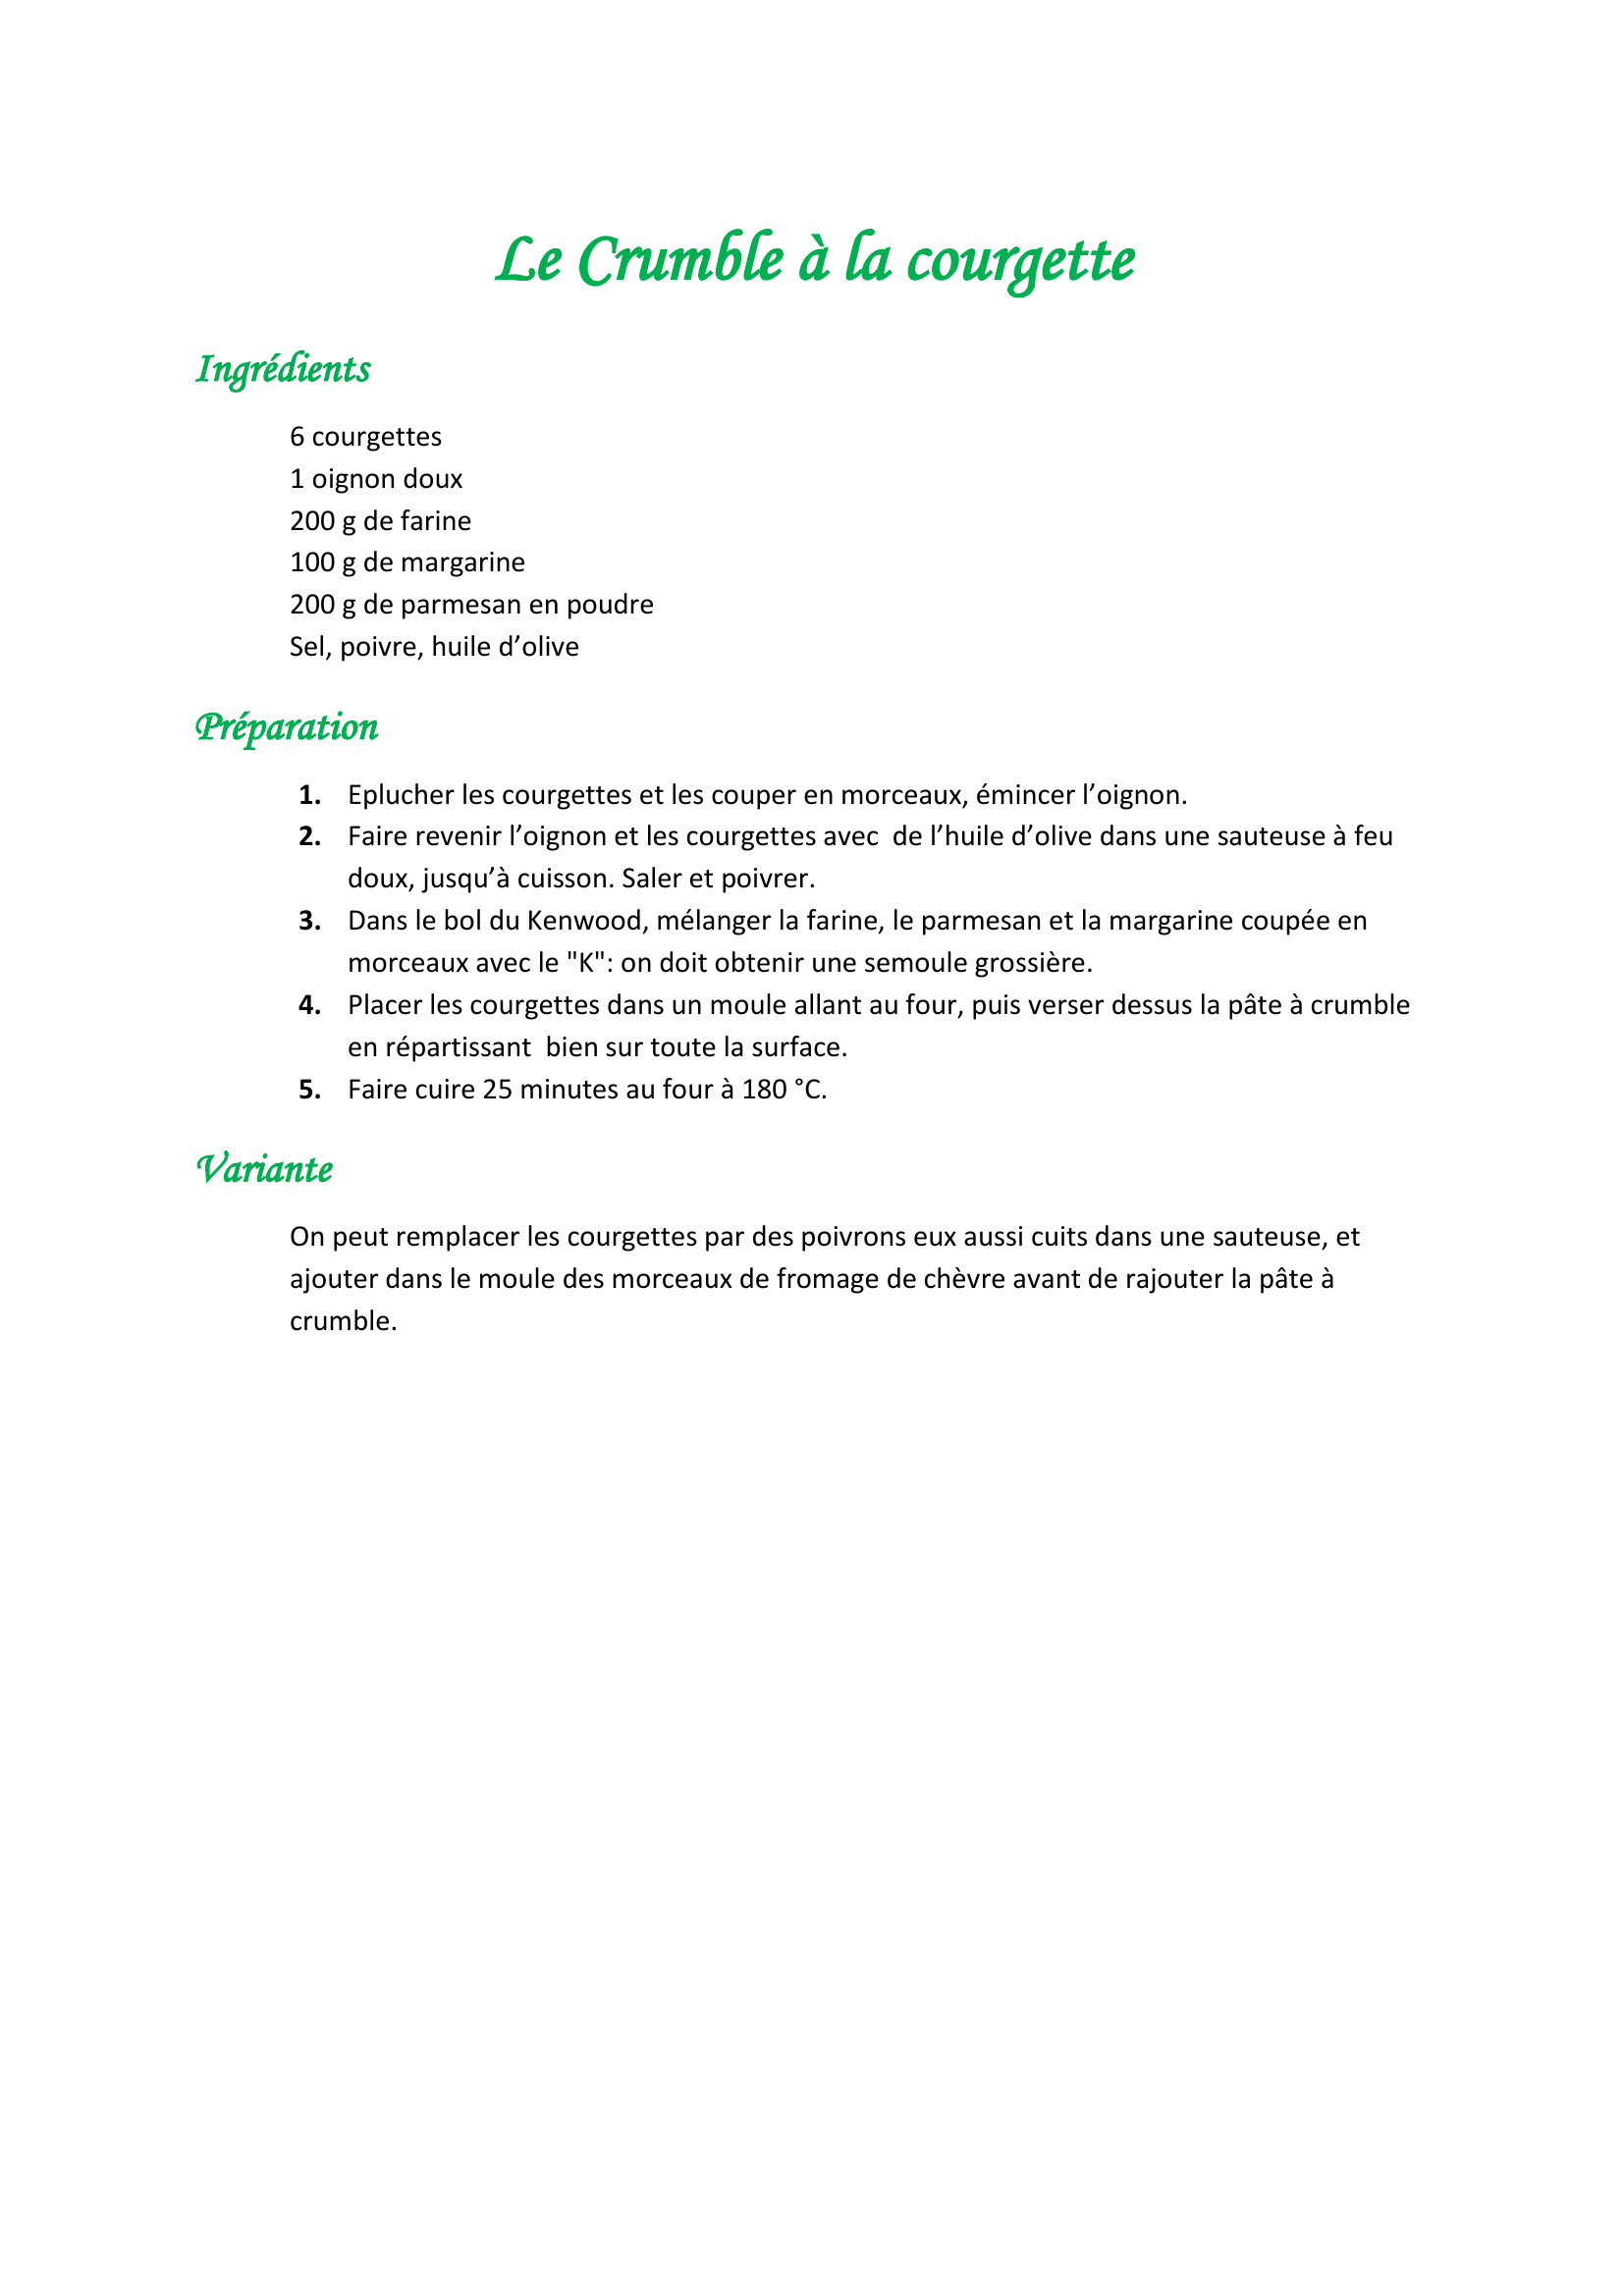 Le Crumble à la courgette
Ingrédients
6 courgettes
1 oignon doux
200 g de farine
100 g de margarine
200 g de parmesan en poudre
Sel, poivre, huile d’olive
Préparation
1. Eplucher les courgettes et les couper en morceaux, émincer l’oignon.
2. Faire revenir l’oignon et les courgettes avec  de l’huile d’olive dans une sauteuse à feu
doux, jusqu’à cuisson. Saler et poivrer.
3. Dans le bol du Kenwood, mélanger la farine, le parmesan et la margarine coupée en
morceaux avec le "K": on doit obtenir une semoule grossière.
4. Placer les courgettes dans un moule allant au four, puis verser dessus la pâte à crumble
en répartissant  bien sur toute la surface.
5. Faire cuire 25 minutes au four à 180 °C.
Variante
On peut remplacer les courgettes par des poivrons eux aussi cuits dans une sauteuse, et
ajouter dans le moule des morceaux de fromage de chèvre avant de rajouter la pâte à
crumble.